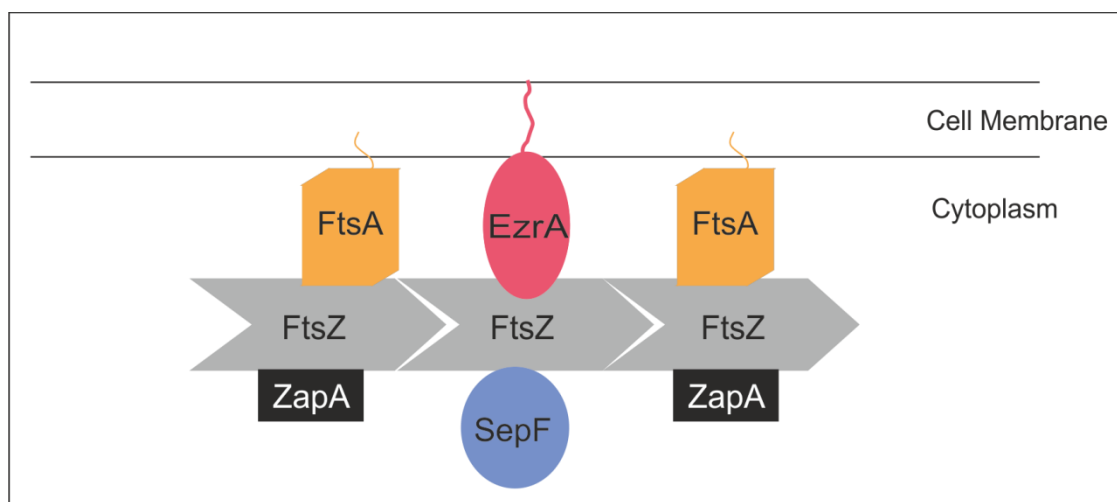 Cell Membrane
FtsA
EzrA
FtsA
Cytoplasm
FtsZ
FtsZ
FtsZ
ZapA
ZapA
SepF